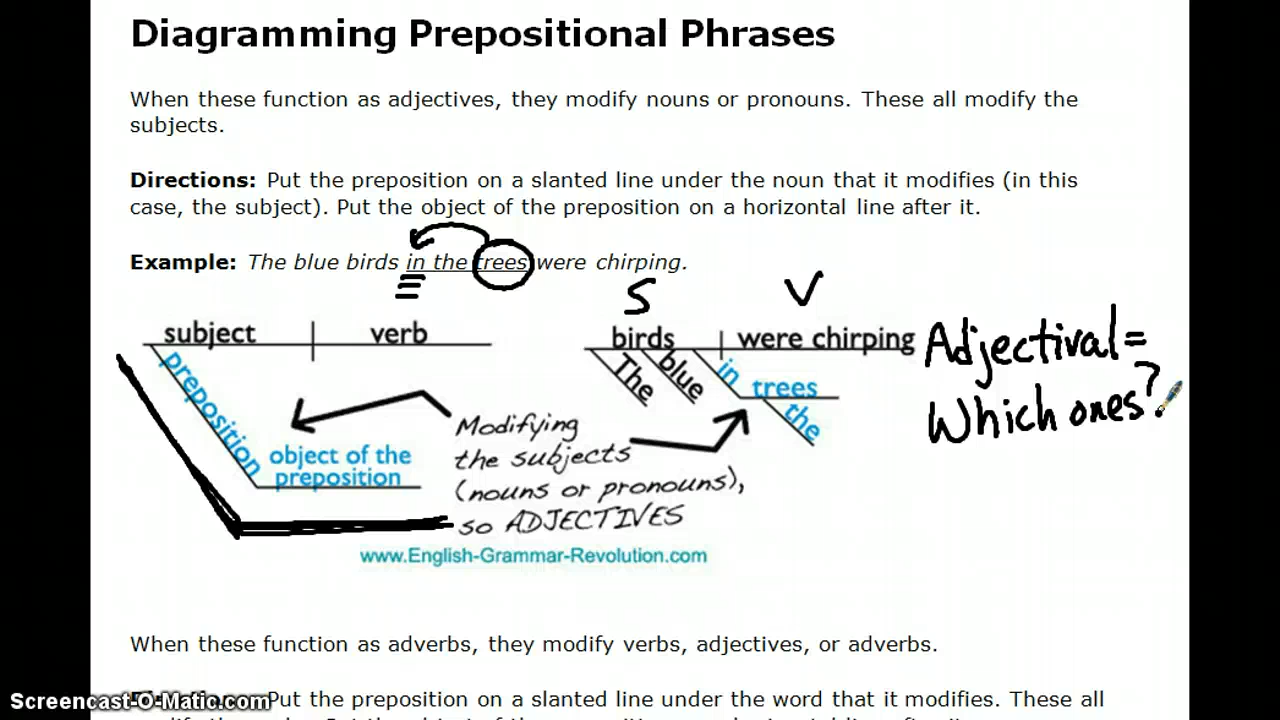 Diagramming Prepositional Phrases
When these function as adjectives, they modify nouns or pronouns. These all modify the
subjects.
Directions: Put the preposition on a slanted line under the noun that it modifies (in this
case, the subject). Put the object of the preposition on a horizontal line after it.
Example: The blue birds in the trees were chirping.
S V
subject verb
preposition
object of the
preposition
birds were chirping
The blue in trees
the
Adjectival =
Which ones?
Modifying
the subjects
(nouns or pronouns),
so ADJECTIVES
www.English-Grammar-Revolution.com
When these function as adverbs, they modify verbs, adjectives, or adverbs.
Put the preposition on a slanted line under the word that it modifies. These all
Screencast-O-Matic.com